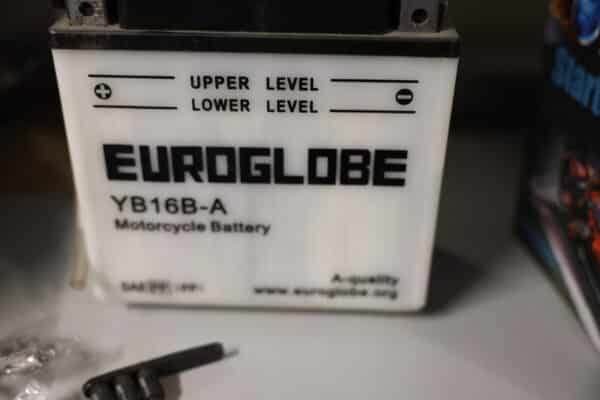 UPPER LEVEL
LOWER LEVEL
EUROGLOBE
YB16B-A
Motorcycle Battery
A-quality
www.euroglobe.org